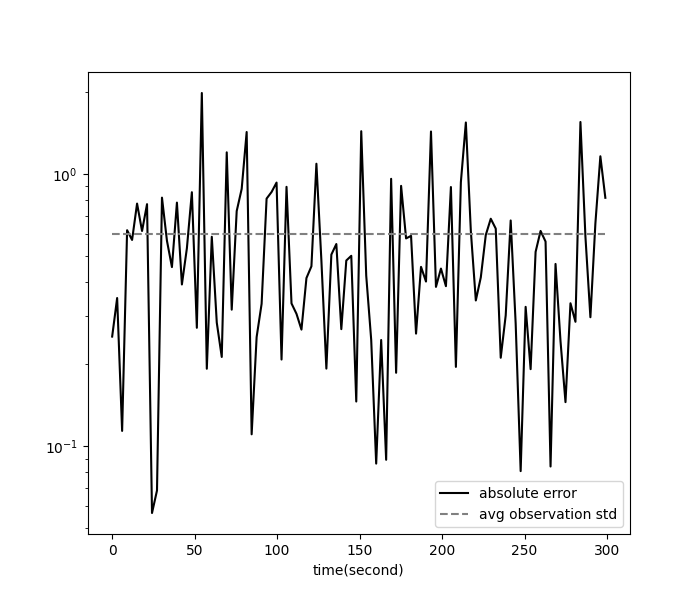 10⁰
10⁻¹
0 50 100 150 200 250 300
time(second)
absolute error
avg observation std